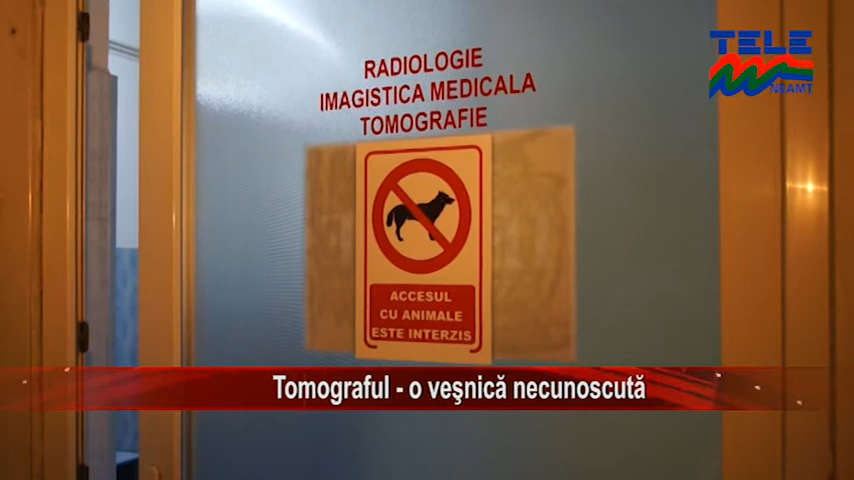 TELE
NEAMT
RADIOLOGIE
IMAGISTICA MEDICALA
TOMOGRAFIE
ACCESUL
CU ANIMALE
ESTE INTERZIS
Tomograful - o veşnică necunoscută